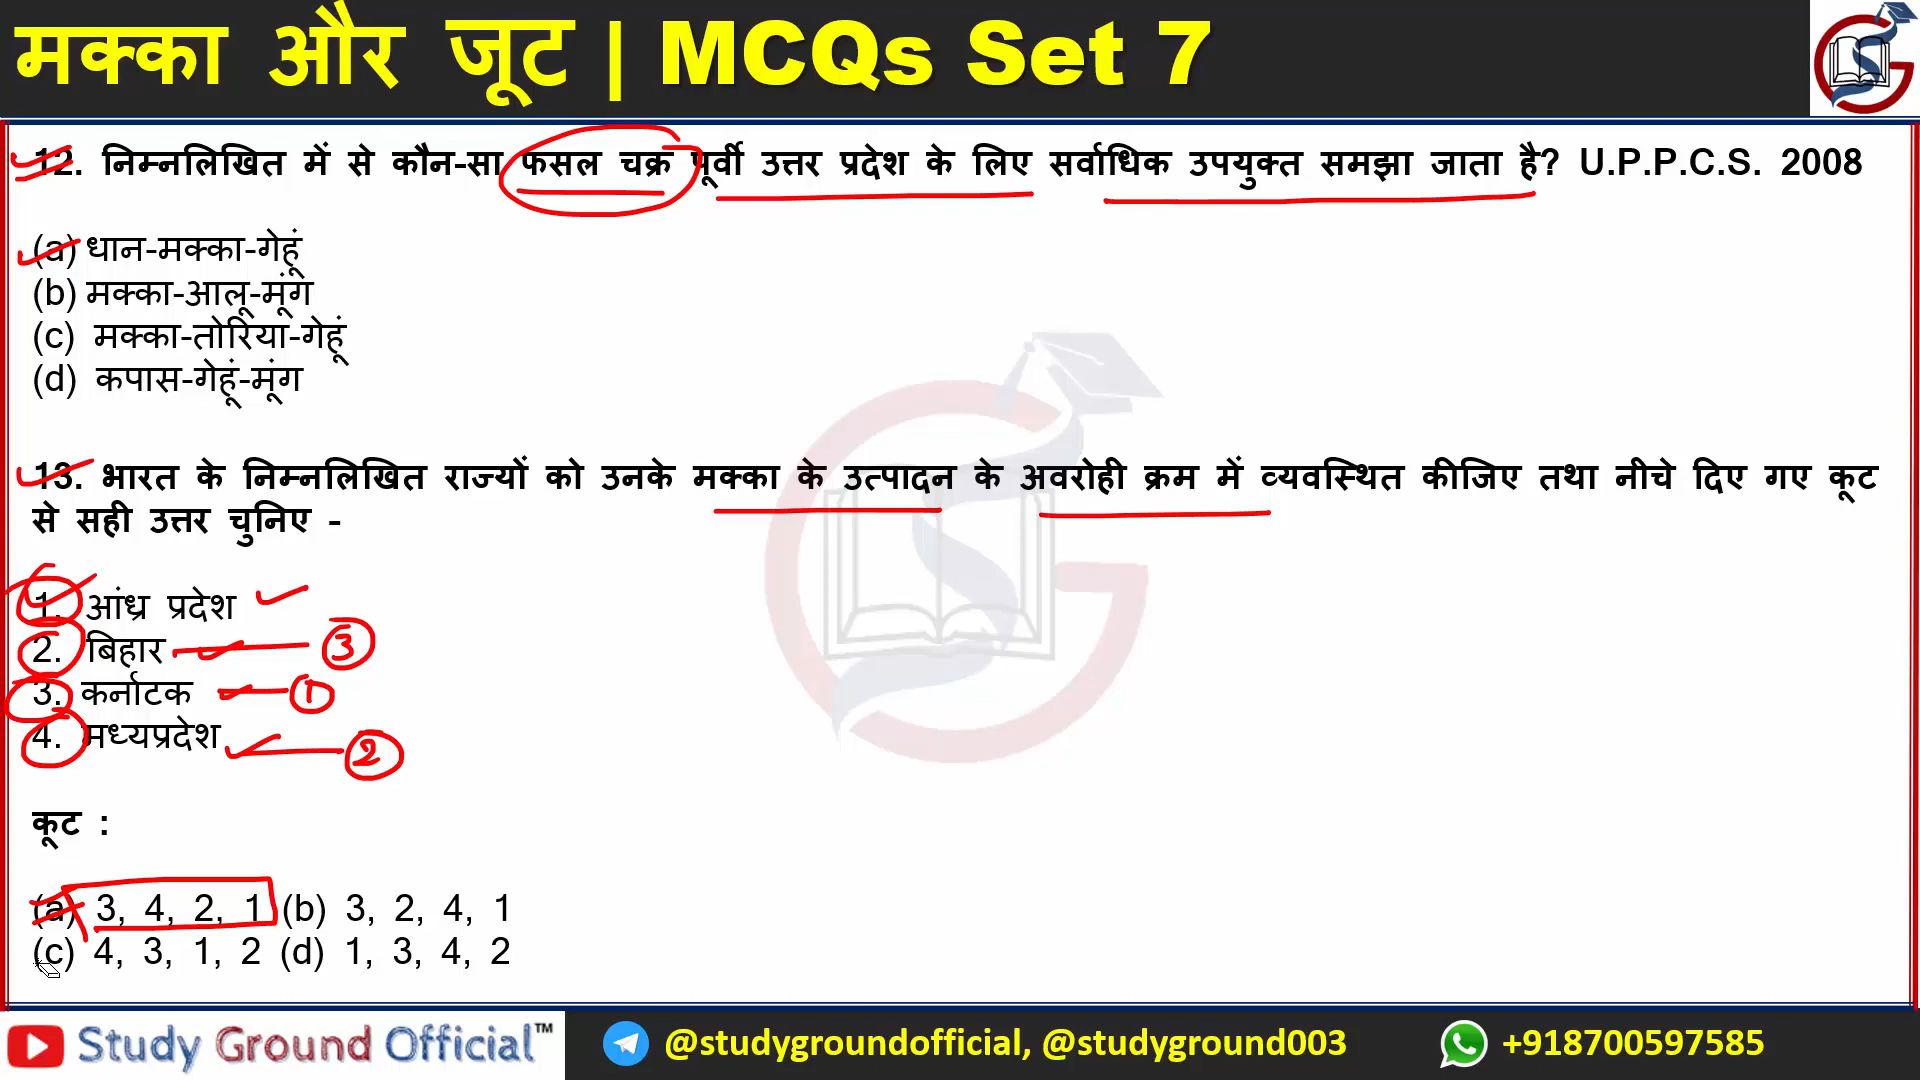 मक्का और जूट | MCQs Set 7
12. निम्नलिखित में से कौन-सा फसल चक्र पूर्वी उत्तर प्रदेश के लिए सर्वाधिक उपयुक्त समझा जाता है? U.P.P.C.S. 2008
(a) धान-मक्का-गेहूं
(b) मक्का-आलू-मूंग
(c) मक्का-तोरिया-गेहूं
(d) कपास-गेहूं-मूंग
13. भारत के निम्नलिखित राज्यों को उनके मक्का के उत्पादन के अवरोही क्रम में व्यवस्थित कीजिए तथा नीचे दिए गए कूट
से सही उत्तर चुनिए -
1. आंध्र प्रदेश
2. बिहार 3
3. कर्नाटक 1
4. मध्यप्रदेश 2
कूट :
(a) 3, 4, 2, 1 (b) 3, 2, 4, 1
(c) 4, 3, 1, 2 (d) 1, 3, 4, 2
Study Ground Official™ @studygroundofficial, @studyground003 +918700597585